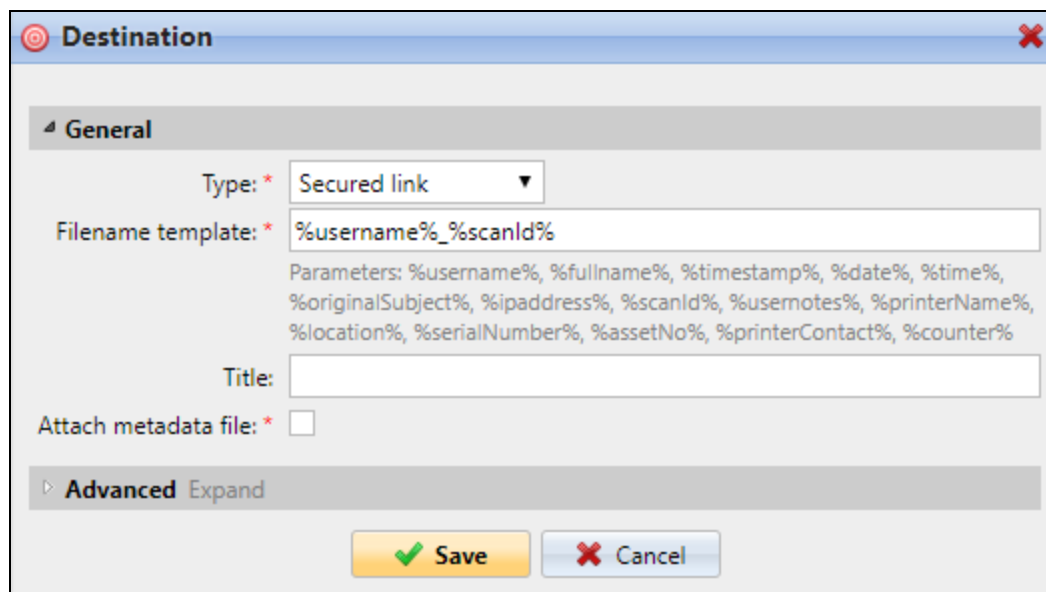 Destination
General
Type: * Secured link
Filename template: * %username%_%scanId%
Parameters: %username%, %fullname%, %timestamp%, %date%, %time%,
%originalSubject%, %ipaddress%, %scanId%, %usernotes%, %printerName%,
%location%, %serialNumber%, %assetNo%, %printerContact%, %counter%
Title:
Attach metadata file: *
Advanced Expand
Save Cancel